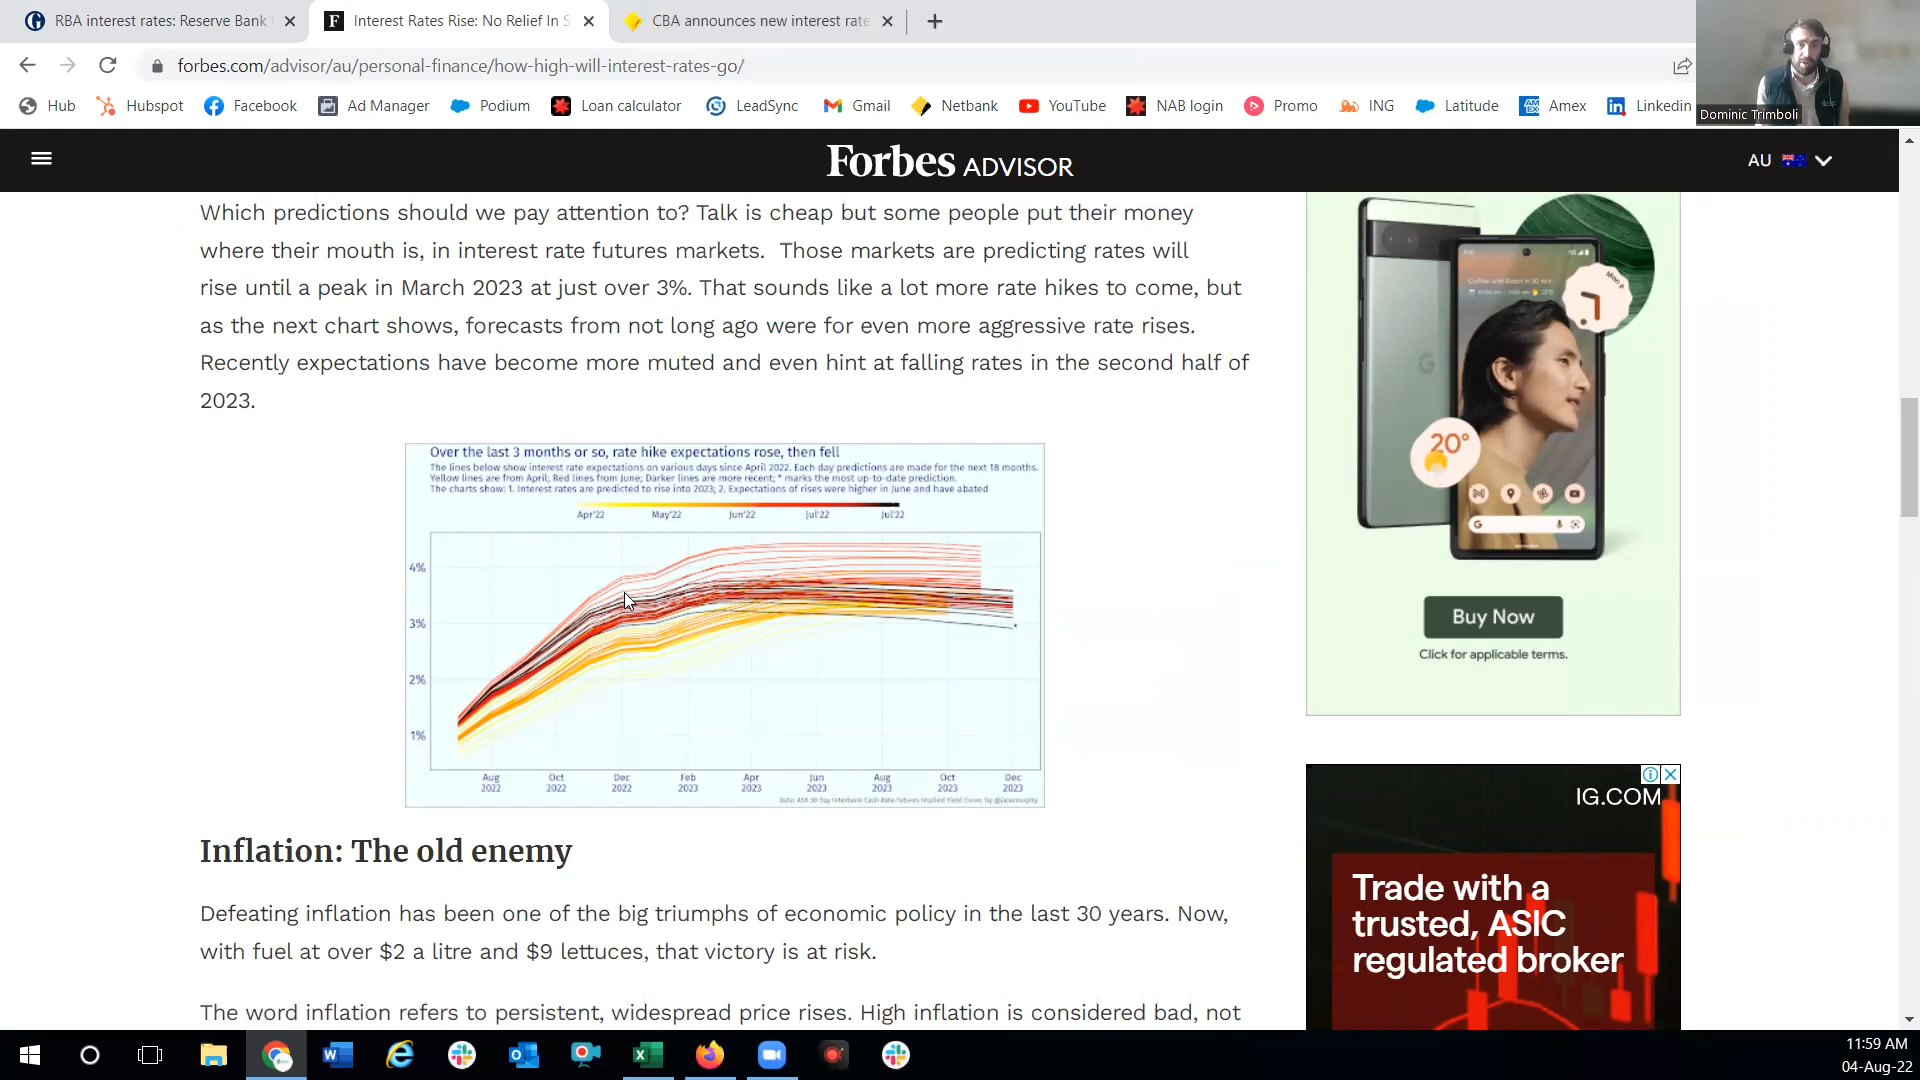 RBA interest rates: Reserve Bank
Interest Rates Rise: No Relief In S
CBA announces new interest rate
forbes.com/advisor/au/personal-finance/how-high-will-interest-rates-go/
Hub Hubspot Facebook Ad Manager Podium Loan calculator LeadSync Gmail Netbank YouTube NAB login Promo ING Latitude Amex Linkedin
Dominic Trimboli
Forbes ADVISOR
AU
Which predictions should we pay attention to? Talk is cheap but some people put their money
where their mouth is, in interest rate futures markets. Those markets are predicting rates will
rise until a peak in March 2023 at just over 3%. That sounds like a lot more rate hikes to come, but
as the next chart shows, forecasts from not long ago were for even more aggressive rate rises.
Recently expectations have become more muted and even hint at falling rates in the second half of
2023.
Over the last 3 months or so, rate hike expectations rose, then fell
The lines below show interest rate expectations on various days since April 2022. Each day predictions are made for the next 18 months.
Yellow lines are from April; Red lines from June; Darker lines are more recent; * marks the most up-to-date prediction.
The charts show: 1. Interest rates are predicted to rise into 2023; 2. Expectations of rises were higher in June and have abated
Apr'22 May'22 Jun'22 Jul'22 Jul'22
4%
3%
2%
1%
Aug Oct Dec Feb Apr Jun Aug Oct Dec
2022 2022 2022 2023 2023 2023 2023 2023 2023
Data: ASX 30 Day Interbank Cash Rate Futures Implied Yield Curve. by @jasemurphy
Inflation: The old enemy
Defeating inflation has been one of the big triumphs of economic policy in the last 30 years. Now,
with fuel at over $2 a litre and $9 lettuces, that victory is at risk.
The word inflation refers to persistent, widespread price rises. High inflation is considered bad, not
20°
G
Buy Now
Click for applicable terms.
IG.COM
Trade with a
trusted, ASIC
regulated broker
11:59 AM
04-Aug-22